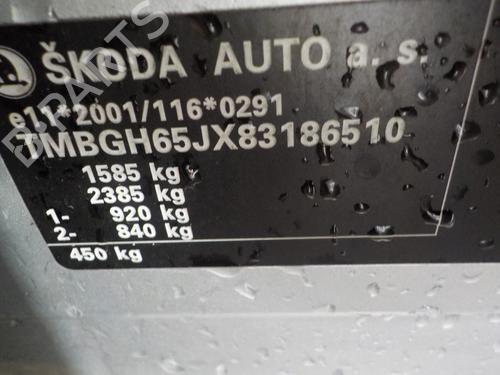 ŠKODA AUTO a. s.
e11*2001/116*0291
TMBGH65JX83186510
1585 kg
2385 kg
1- 920 kg
2- 840 kg
450 kg